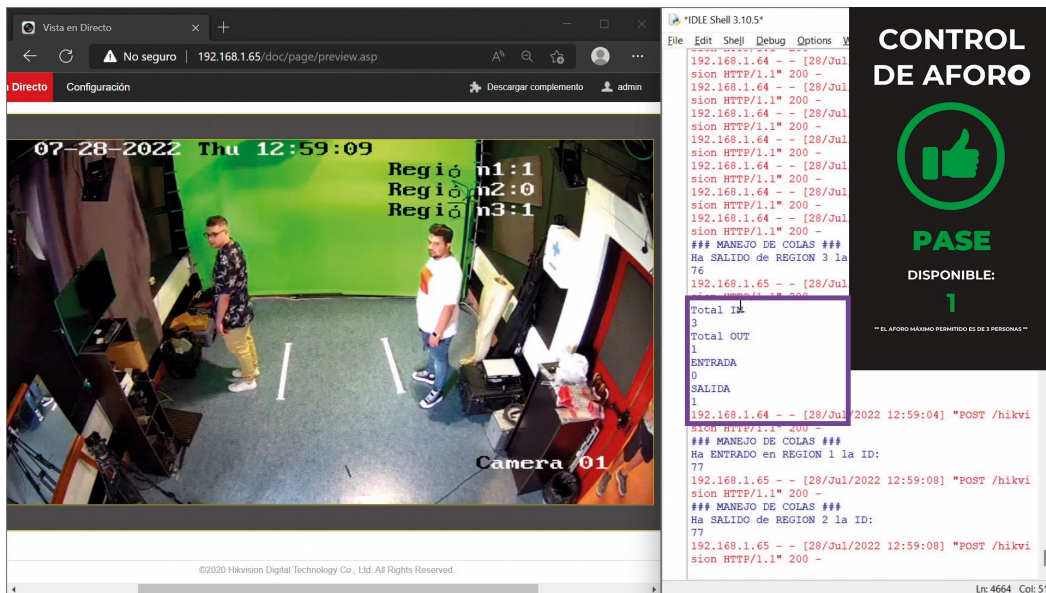 Vista en Directo
No seguro
192.168.1.65/doc/page/preview.asp
Directo
Configuración
Descargar complemento
admin
07-28-2022 Thu 12:59:09
Región1:1
Región2:0
Región3:1
Camera 01
©2020 Hikvision Digital Technology Co., Ltd. All Rights Reserved.
*IDLE Shell 3.10.5*
File Edit Shell Debug Options W
192.168.1.64 - - [28/Jul
sion HTTP/1.1" 200 -
192.168.1.64 - - [28/Jul
sion HTTP/1.1" 200 -
192.168.1.64 - - [28/Jul
sion HTTP/1.1" 200 -
192.168.1.64 - - [28/Jul
sion HTTP/1.1" 200 -
192.168.1.64 - - [28/Jul
sion HTTP/1.1" 200 -
192.168.1.64 - - [28/Jul
sion HTTP/1.1" 200 -
192.168.1.64 - - [28/Jul
sion HTTP/1.1" 200 -
### MANEJO DE COLAS ###
Ha SALIDO de REGION 3 la
76
192.168.1.65 - - [28/Jul
Total IN
3
Total OUT
1
ENTRADA
0
SALIDA
1
192.168.1.64 - - [28/Jul/2022 12:59:04] "POST /hikvi
sion HTTP/1.1" 200 -
### MANEJO DE COLAS ###
Ha ENTRADO en REGION 1 la ID:
77
192.168.1.65 - - [28/Jul/2022 12:59:08] "POST /hikvi
sion HTTP/1.1" 200 -
### MANEJO DE COLAS ###
Ha SALIDO de REGION 2 la ID:
77
192.168.1.65 - - [28/Jul/2022 12:59:08] "POST /hikvi
sion HTTP/1.1" 200 -
Ln: 4664 Col: 51
CONTROL
DE AFORO
PASE
DISPONIBLE:
1
** EL AFORO MÁXIMO PERMITIDO ES DE 3 PERSONAS **